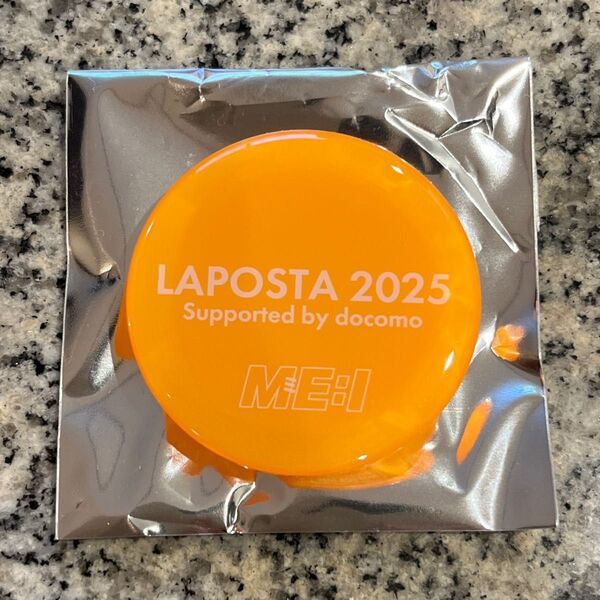 LAPOSTA 2025
Supported by docomo
ME:I